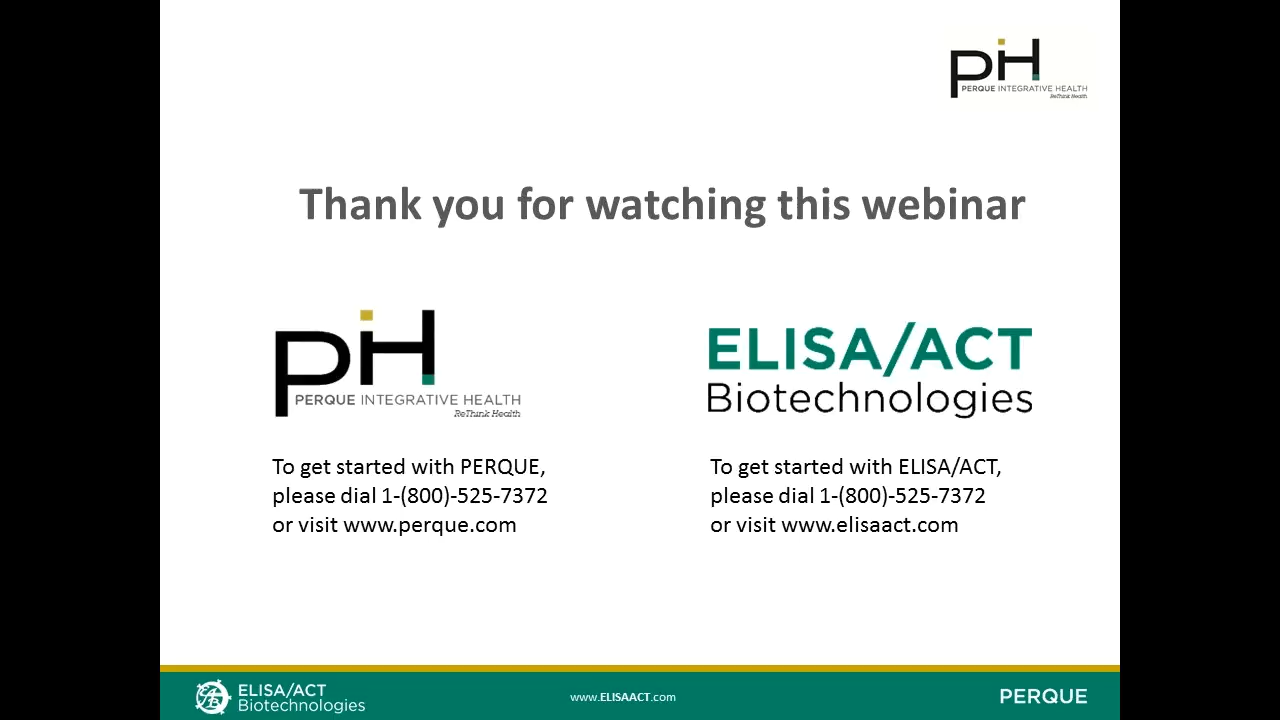 PiH
PERQUE INTEGRATIVE HEALTH
ReThink Health
Thank you for watching this webinar
PiH
PERQUE INTEGRATIVE HEALTH
ReThink Health
ELISA/ACT
Biotechnologies
To get started with PERQUE,
please dial 1-(800)-525-7372
or visit www.perque.com
To get started with ELISA/ACT,
please dial 1-(800)-525-7372
or visit www.elisaact.com
ELISA/ACT
Biotechnologies
www.ELISAACT.com
PERQUE